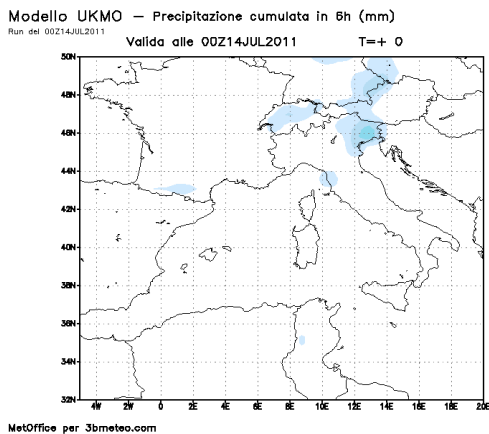 Modello UKMO – Precipitazione cumulata in 6h (mm)
Run del 00Z14JUL2011
Valida alle 00Z14JUL2011 T=+ 0
50N
48N
46N
44N
42N
40N
38N
36N
34N
32N
4W 2W 0 2E 4E 6E 8E 10E 12E 14E 16E 18E 20E
MetOffice per 3bmeteo.com